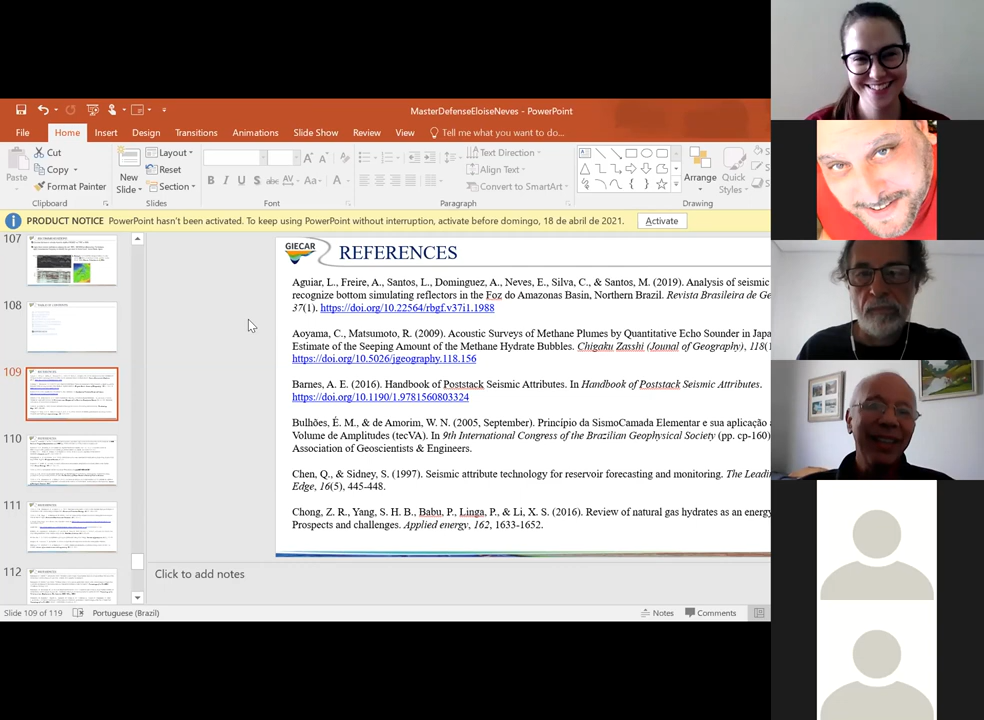 MasterDefenseEloiseNeves - PowerPoint
File Home Insert Design Transitions Animations Slide Show Review View Tell me what you want to do...
Paste
Cut
Copy
Format Painter
Clipboard
New
Slide
Layout
Reset
Section
Slides
B I U S abc AV Aa A
Font
Text Direction
Align Text
Convert to SmartArt
Paragraph
Arrange
Quick
Styles
Drawing
PRODUCT NOTICE PowerPoint hasn't been activated. To keep using PowerPoint without interruption, activate before domingo, 18 de abril de 2021. Activate
107
108
109
110
111
112
GIECAR
REFERENCES
Aguiar, L., Freire, A., Santos, L., Dominguez, A., Neves, E., Silva, C., & Santos, M. (2019). Analysis of seismic
recognize bottom simulating reflectors in the Foz do Amazonas Basin, Northern Brazil. Revista Brasileira de Ge
37(1). https://doi.org/10.22564/rbgf.v37i1.1988
Aoyama, C., Matsumoto, R. (2009). Acoustic Surveys of Methane Plumes by Quantitative Echo Sounder in Japa
Estimate of the Seeping Amount of the Methane Hydrate Bubbles. Chigaku Zasshi (Jounal of Geography), 118(1
https://doi.org/10.5026/jgeography.118.156
Barnes, A. E. (2016). Handbook of Poststack Seismic Attributes. In Handbook of Poststack Seismic Attributes.
https://doi.org/10.1190/1.9781560803324
Bulhões, É. M., & de Amorim, W. N. (2005, September). Princípio da SismoCamada Elementar e sua aplicação
Volume de Amplitudes (tecVA). In 9th International Congress of the Brazilian Geophysical Society (pp. cp-160)
Association of Geoscientists & Engineers.
Chen, Q., & Sidney, S. (1997). Seismic attribute technology for reservoir forecasting and monitoring. The Leadi
Edge, 16(5), 445-448.
Chong, Z. R., Yang, S. H. B., Babu, P., Linga, P., & Li, X. S. (2016). Review of natural gas hydrates as an energy
Prospects and challenges. Applied energy, 162, 1633-1652.
Click to add notes
Slide 109 of 119 Portuguese (Brazil) Notes Comments